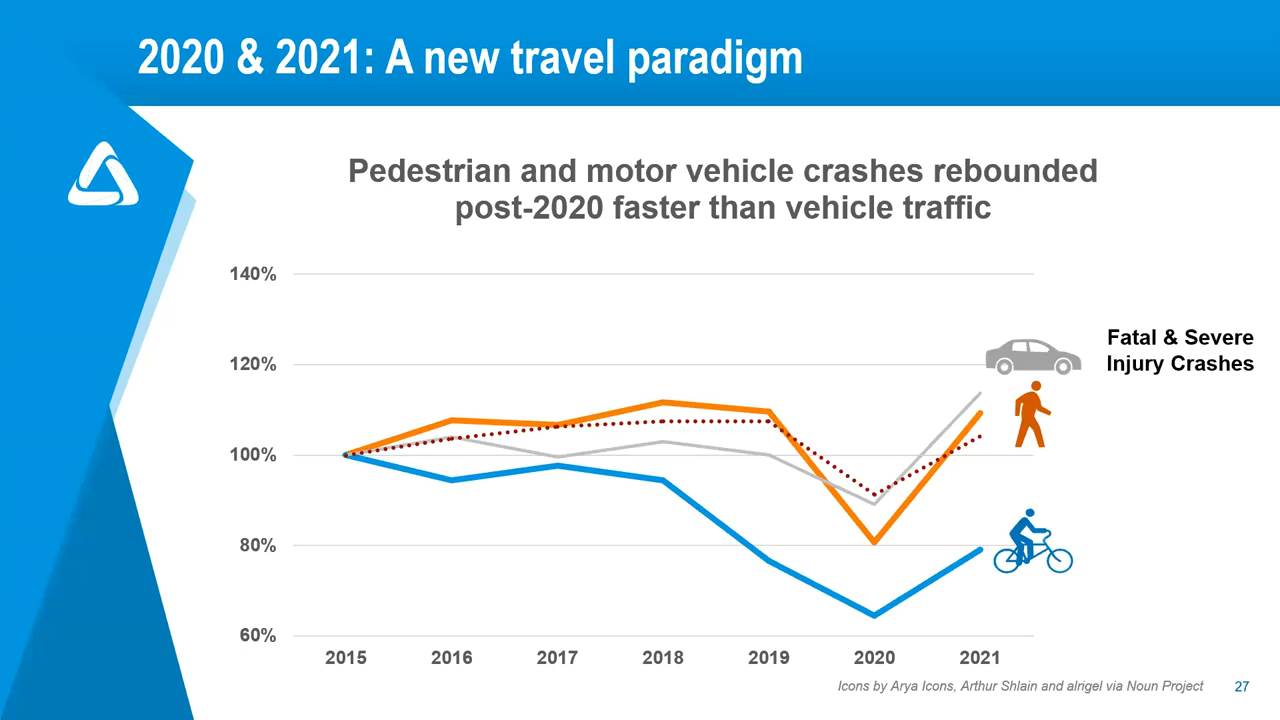 2020 & 2021: A new travel paradigm
Pedestrian and motor vehicle crashes rebounded
post-2020 faster than vehicle traffic
140%
120%
100%
80%
60%
Fatal & Severe
Injury Crashes
2015 2016 2017 2018 2019 2020 2021
Icons by Arya Icons, Arthur Shlain and alrigel via Noun Project 27